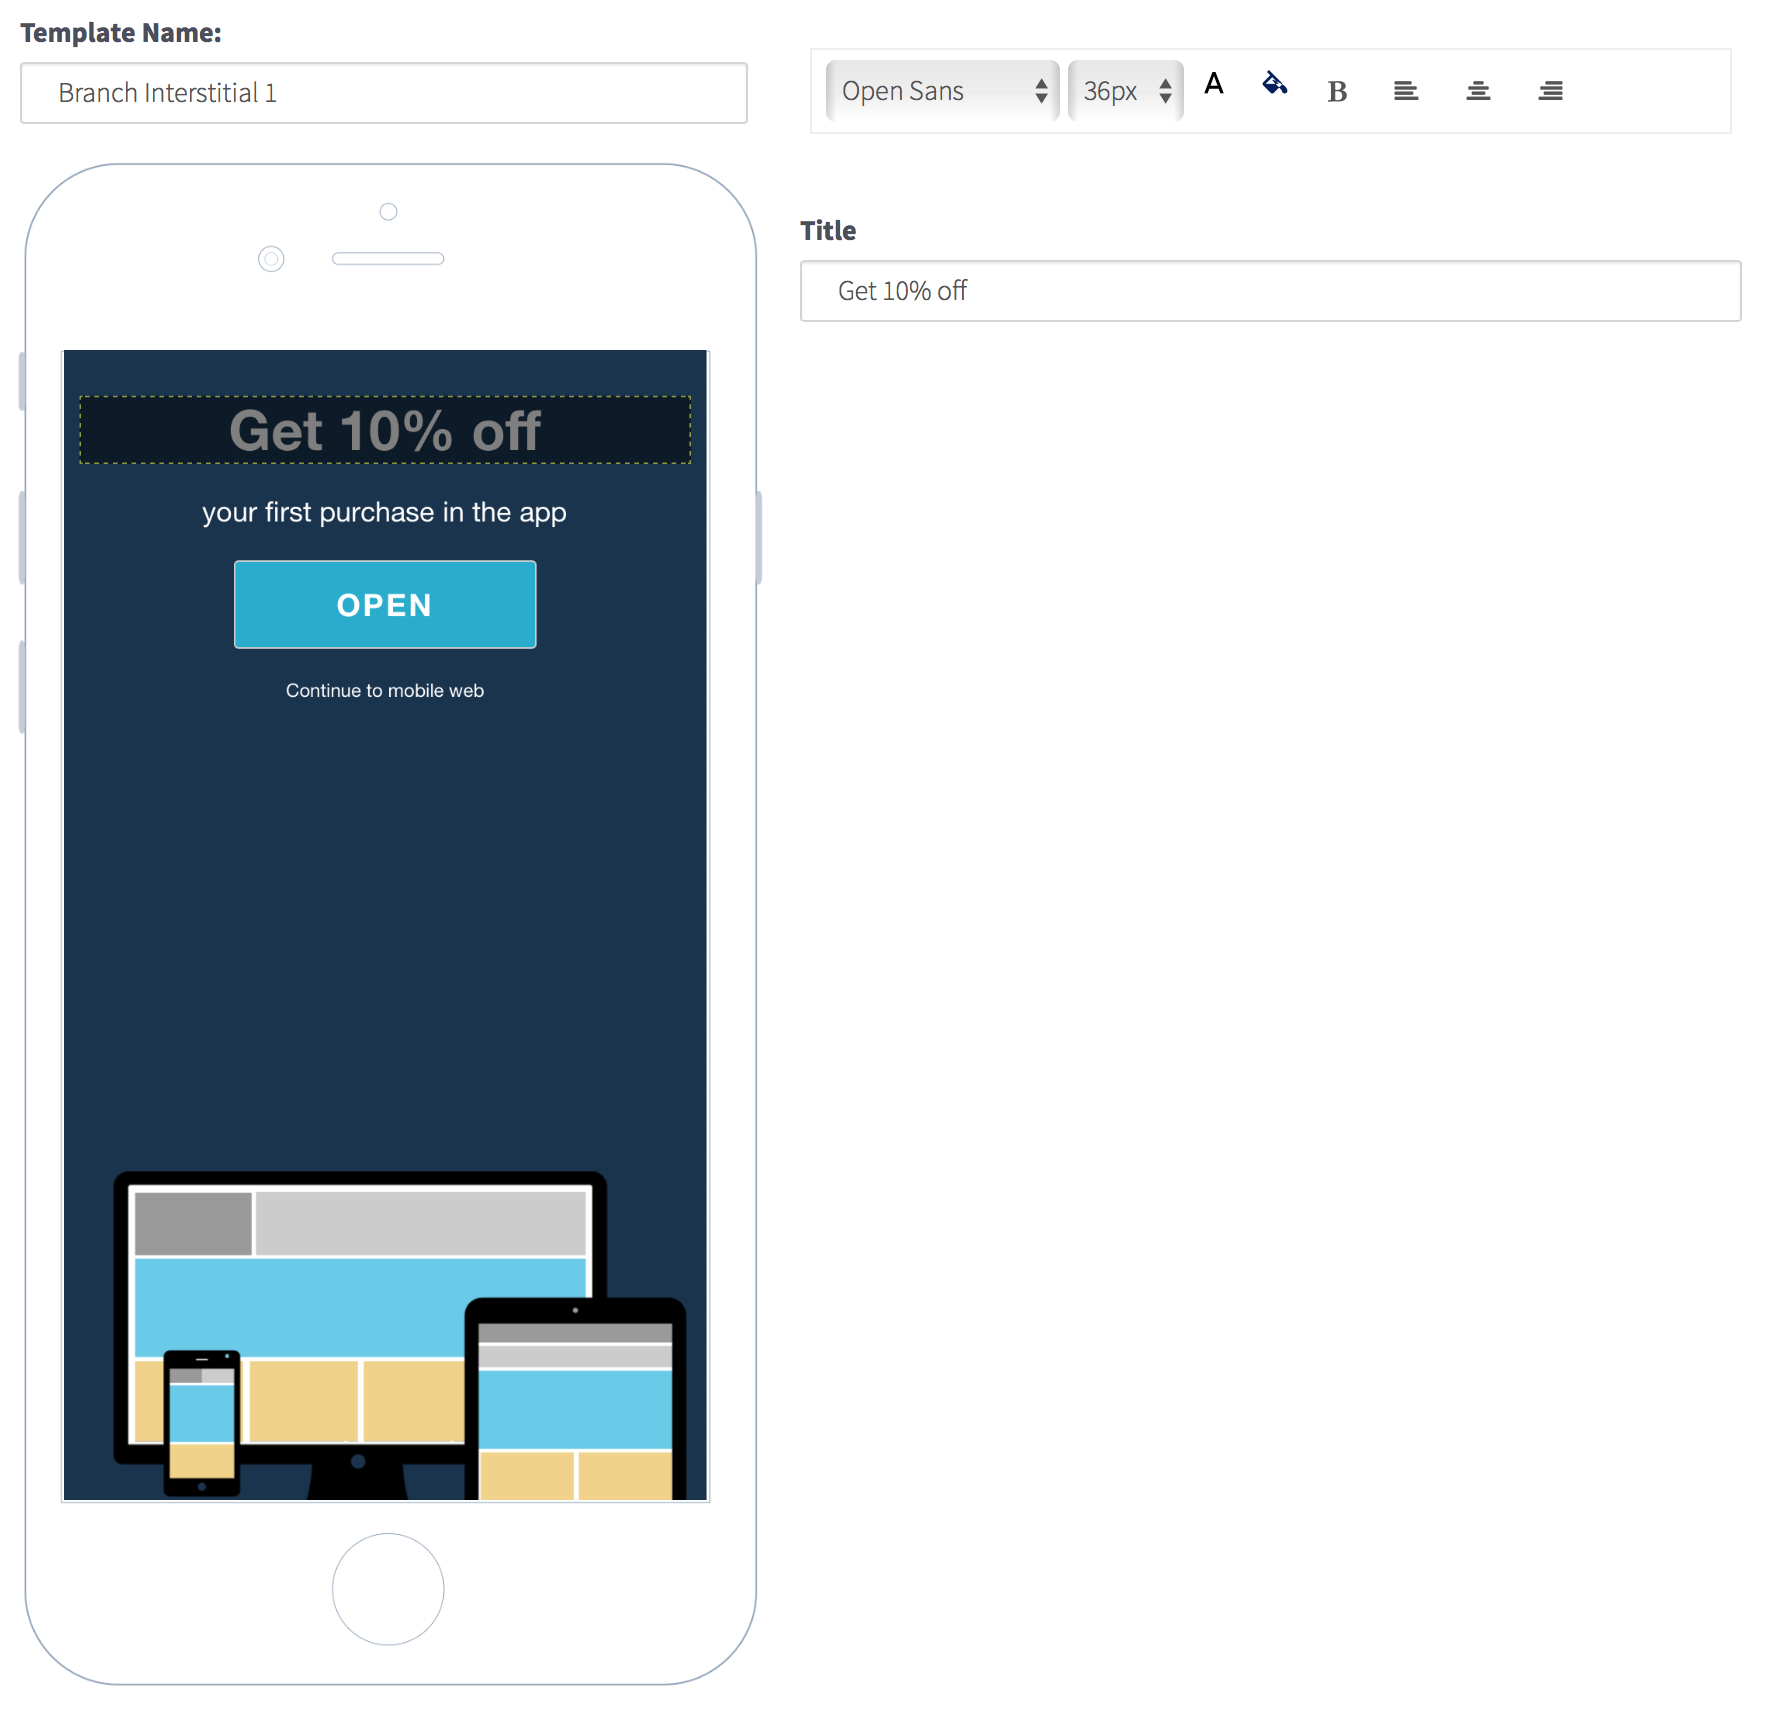 Template Name:
Branch Interstitial 1
Open Sans 36px A B
Title
Get 10% off
Get 10% off
your first purchase in the app
OPEN
Continue to mobile web